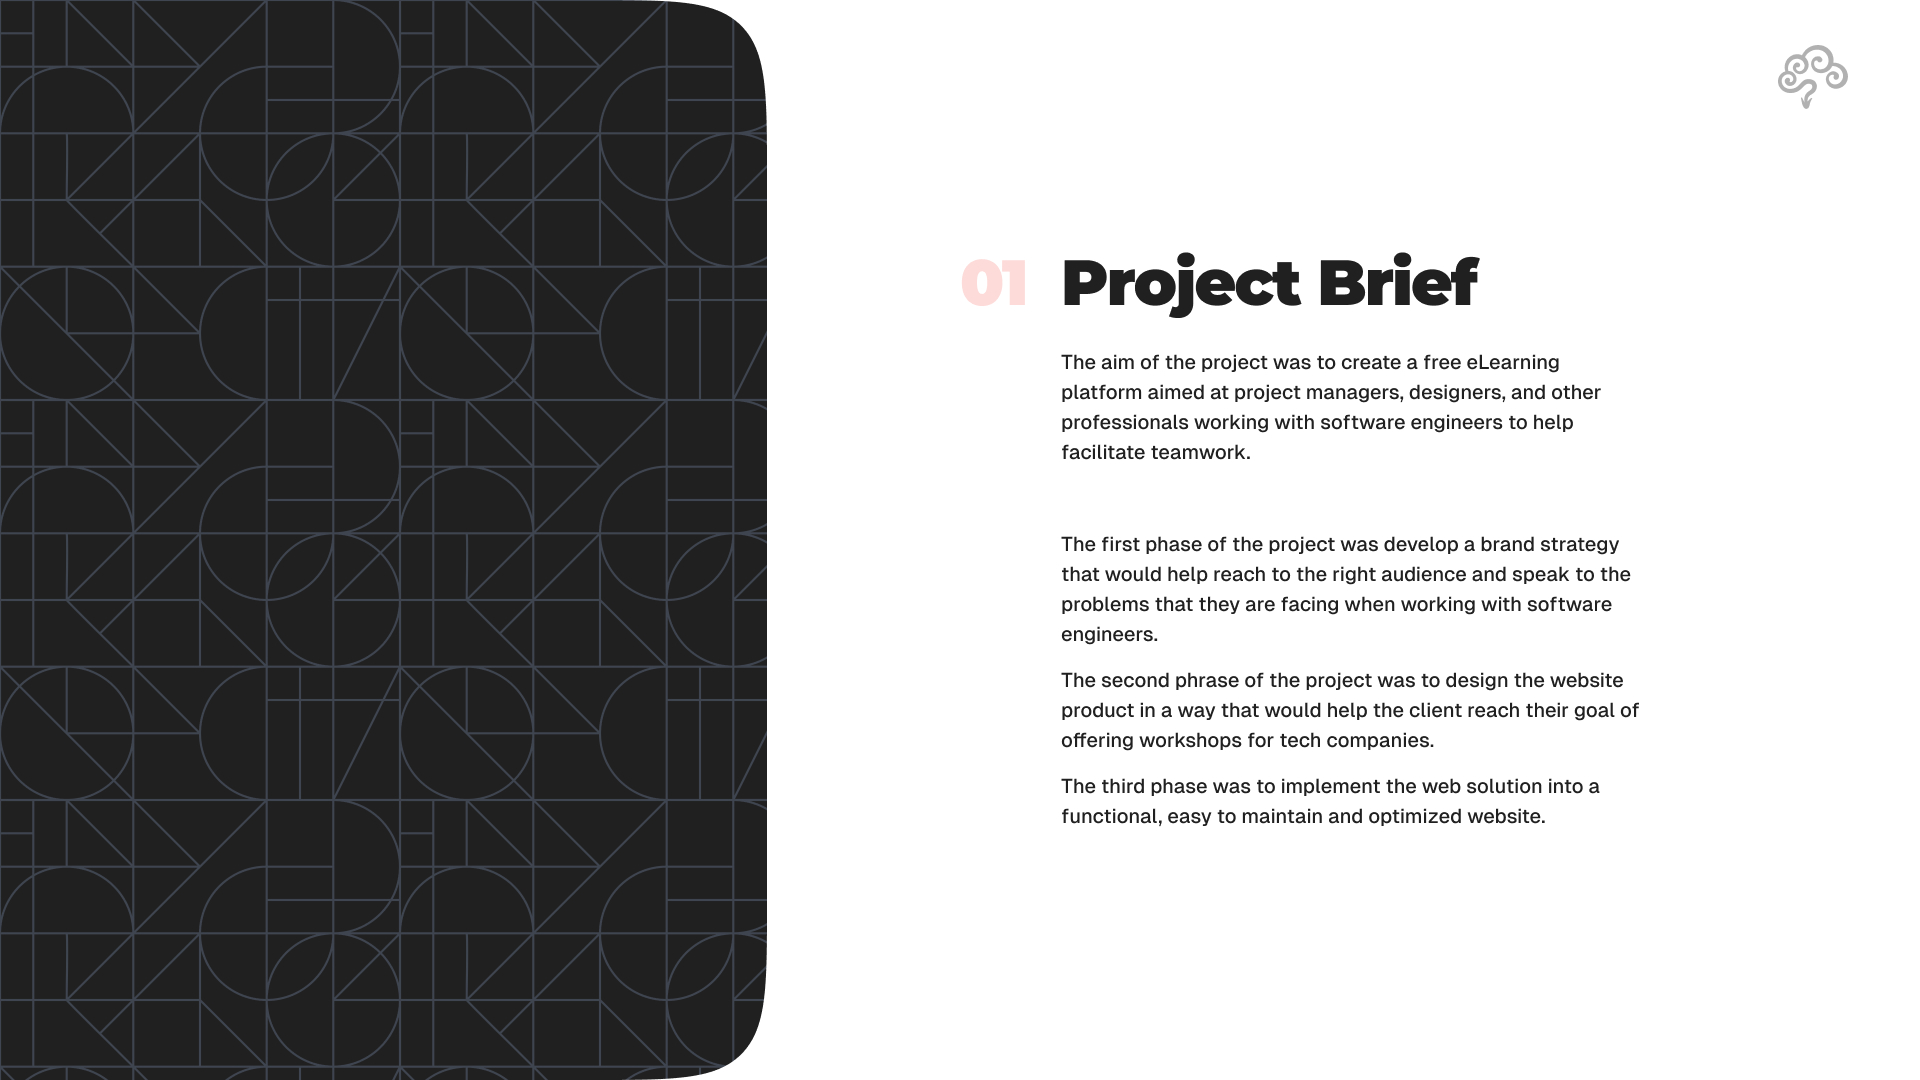 01 Project Brief
The aim of the project was to create a free eLearning
platform aimed at project managers, designers, and other
professionals working with software engineers to help
facilitate teamwork.
The first phase of the project was develop a brand strategy
that would help reach to the right audience and speak to the
problems that they are facing when working with software
engineers.
The second phrase of the project was to design the website
product in a way that would help the client reach their goal of
offering workshops for tech companies.
The third phase was to implement the web solution into a
functional, easy to maintain and optimized website.